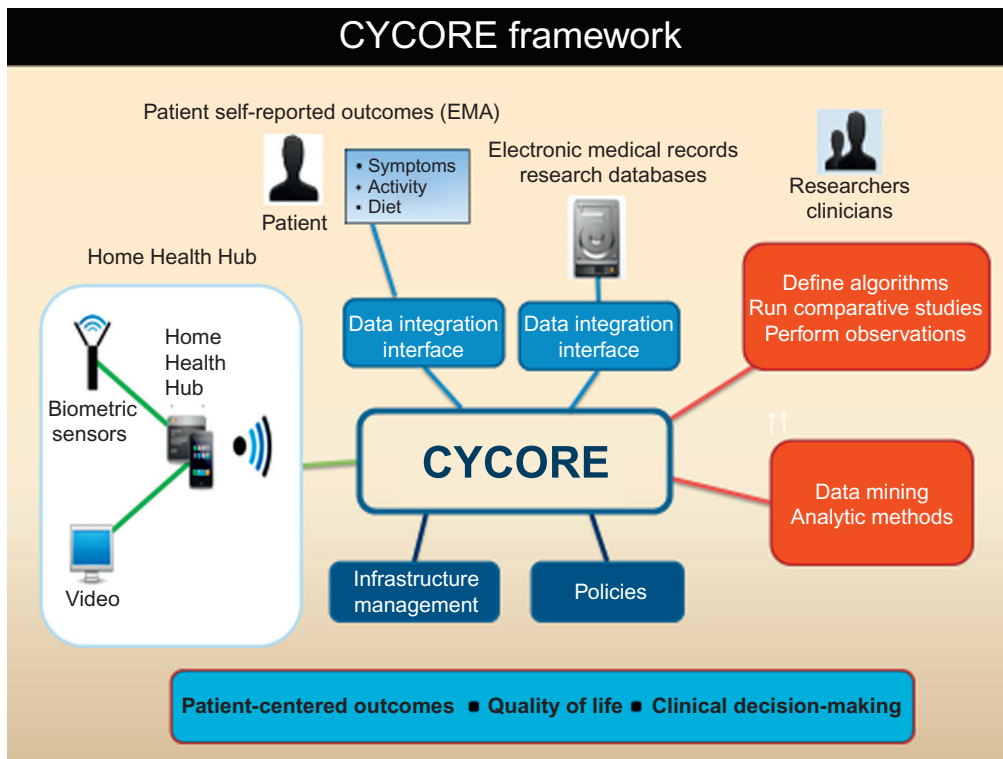 CYCORE framework
Patient self-reported outcomes (EMA)
Patient
• Symptoms
• Activity
• Diet
Electronic medical records
research databases
Researchers
clinicians
Home Health Hub
Biometric
sensors
Home
Health
Hub
Video
Data integration
interface
Data integration
interface
Define algorithms
Run comparative studies
Perform observations
CYCORE
Data mining
Analytic methods
Infrastructure
management
Policies
Patient-centered outcomes ■ Quality of life ■ Clinical decision-making